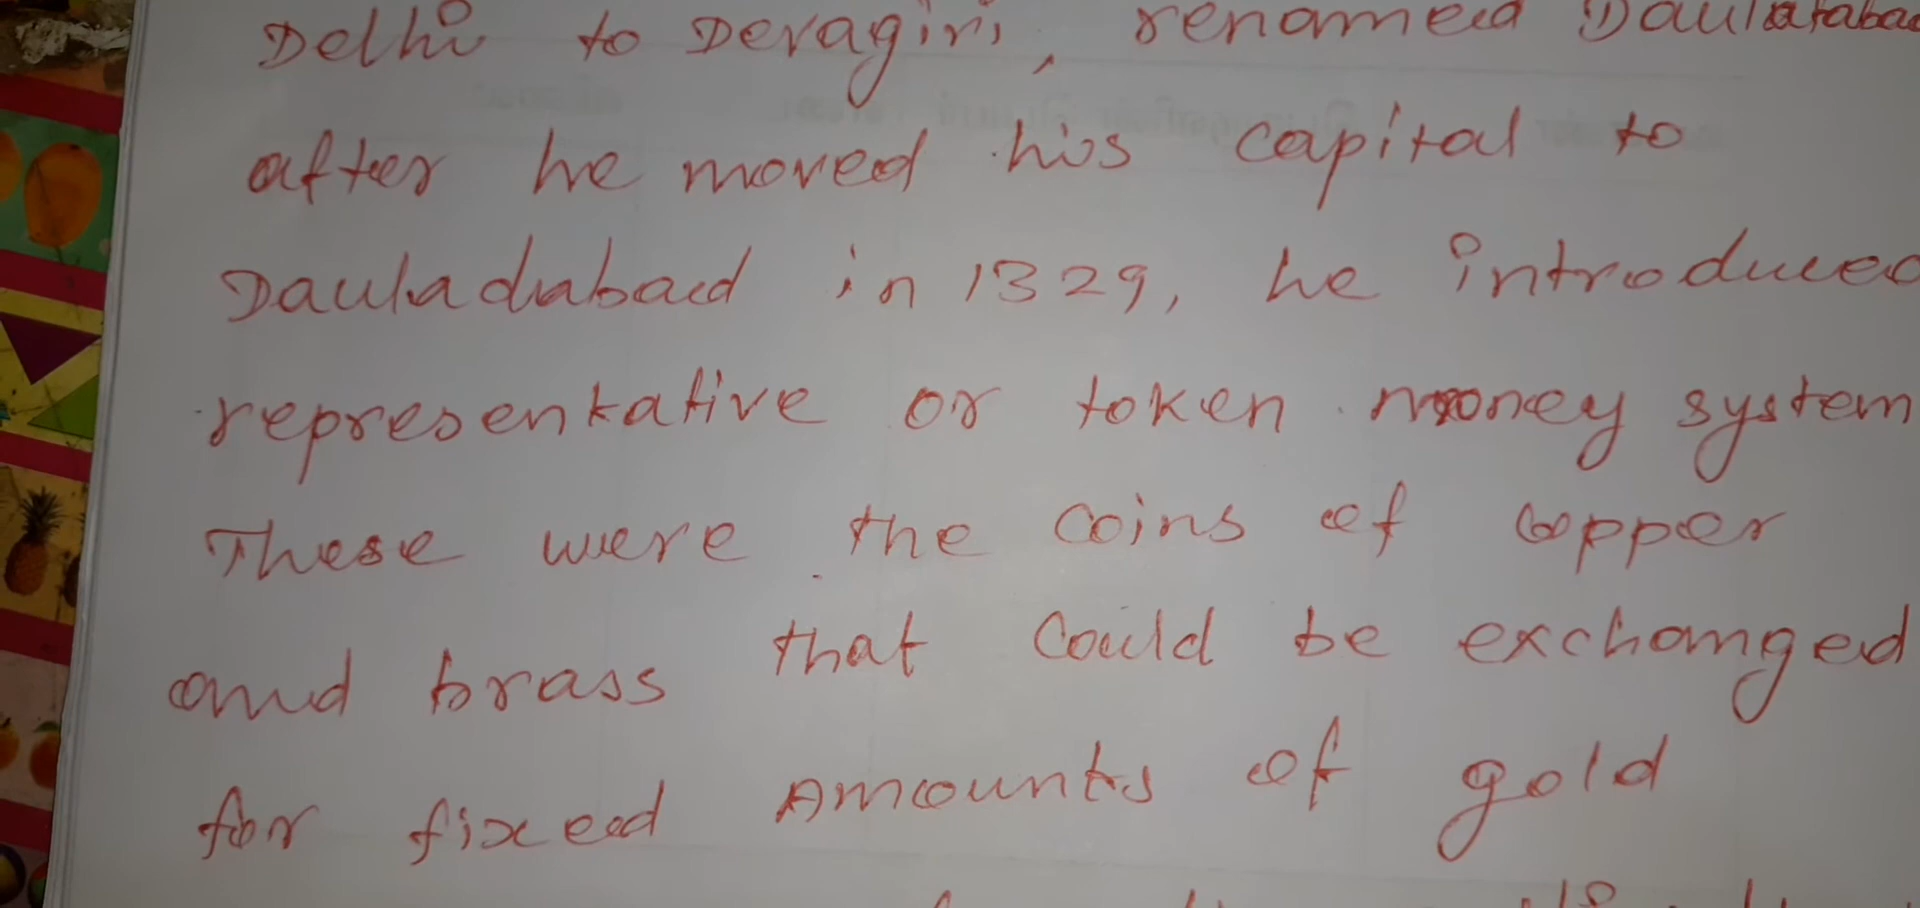 Delhi to Devagiri, renamed Daulatabad
after he moved his capital to
Dauladabad in 1329, he introduced
representative or token money system
These were the coins of copper
and brass that could be exchanged
for fixed Amounts of gold